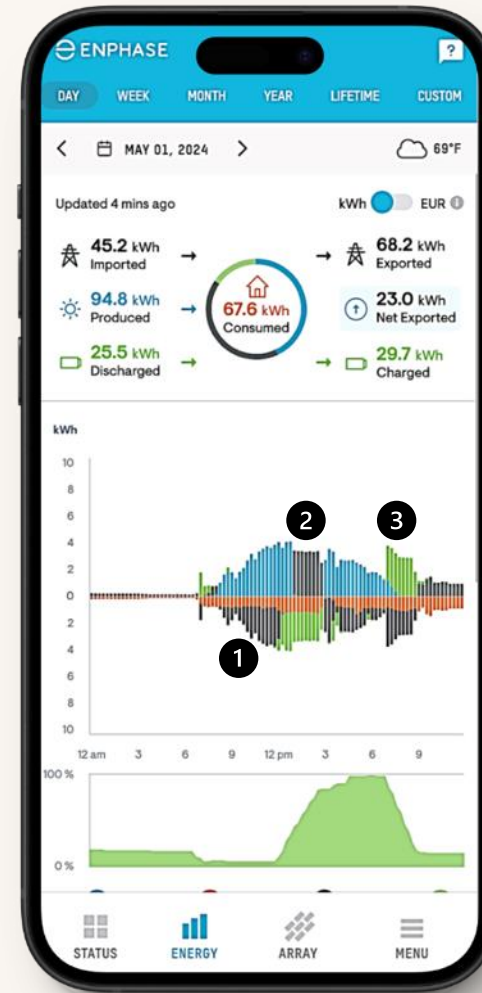 ENPHASE
?
DAY WEEK MONTH YEAR LIFETIME CUSTOM
MAY 01, 2024 69°F
Updated 4 mins ago kWh EUR i
45.2 kWh
Imported
94.8 kWh
Produced
25.5 kWh
Discharged
67.6 kWh
Consumed
68.2 kWh
Exported
23.0 kWh
Net Exported
29.7 kWh
Charged
kWh
10
8
6
4
2
0
2
4
6
8
10
2
3
1
12 am 3 6 9 12 pm 3 6 9
100 %
0 %
STATUS ENERGY ARRAY MENU